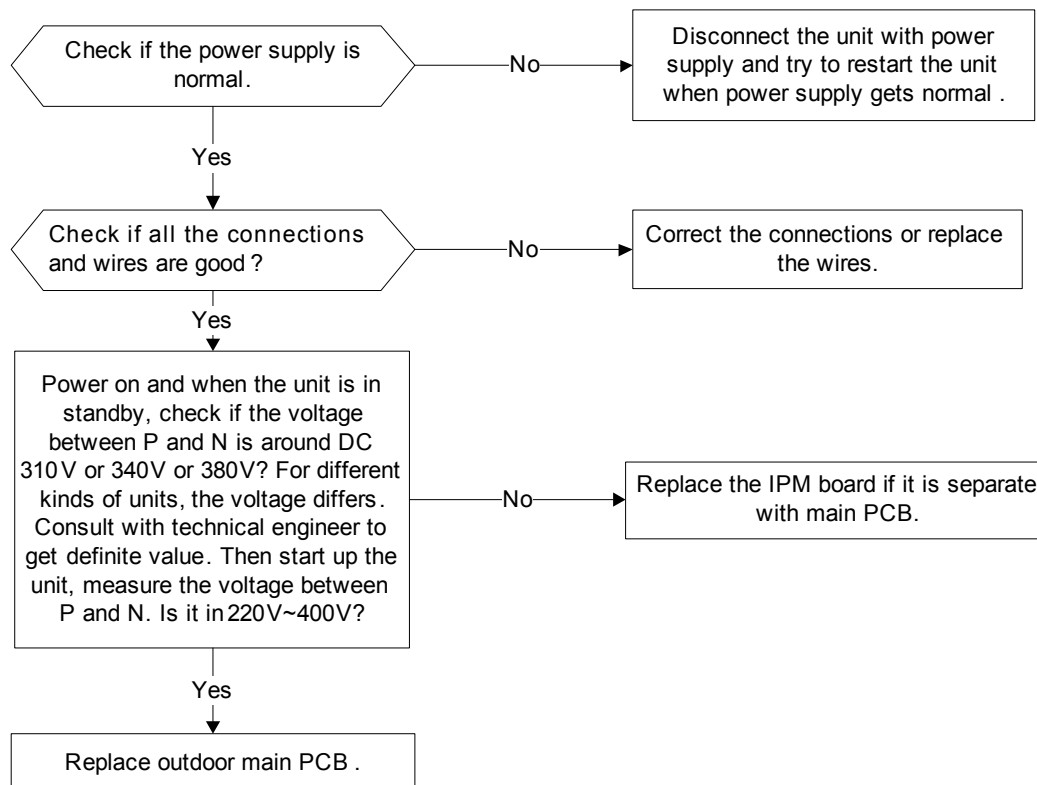 Check if the power supply is
normal.
No
Disconnect the unit with power
supply and try to restart the unit
when power supply gets normal .
Yes
Check if all the connections
and wires are good ?
No
Correct the connections or replace
the wires.
Yes
Power on and when the unit is in
standby, check if the voltage
between P and N is around DC
310V or 340V or 380V? For different
kinds of units, the voltage differs.
Consult with technical engineer to
get definite value. Then start up the
unit, measure the voltage between
P and N. Is it in 220V~400V?
No
Replace the IPM board if it is separate
with main PCB.
Yes
Replace outdoor main PCB .